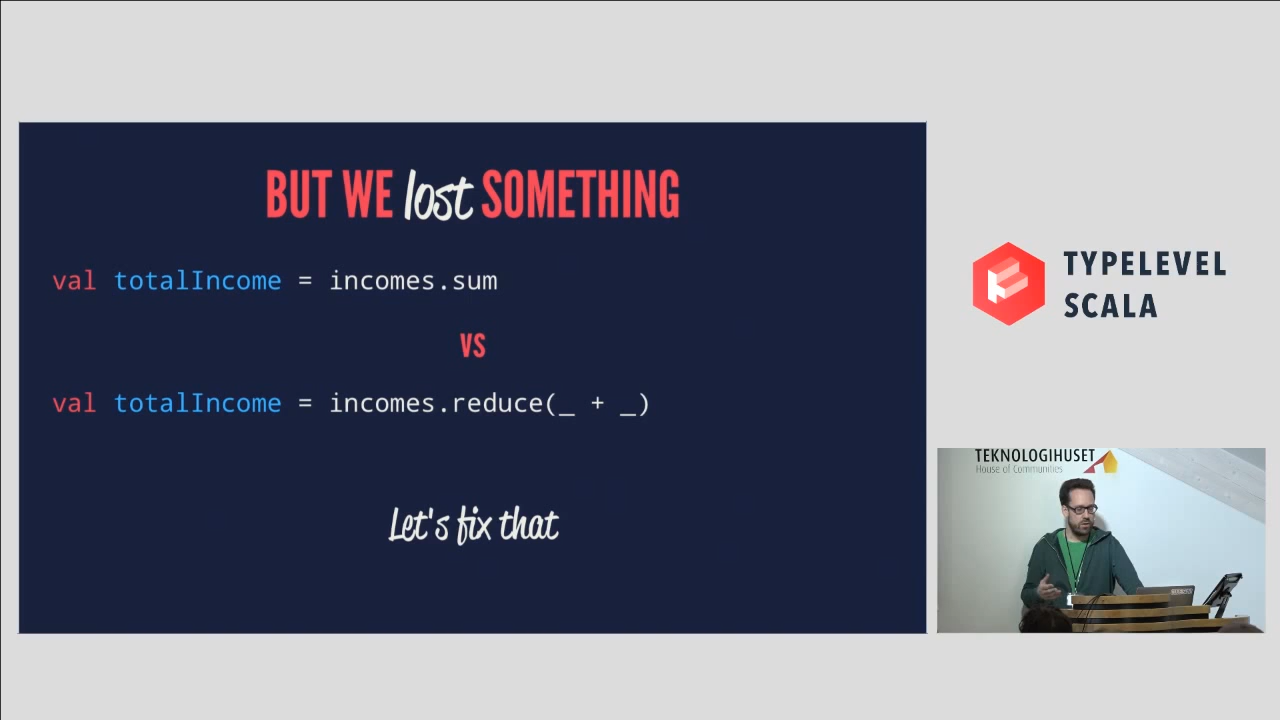 BUT WE lost SOMETHING
val totalIncome = incomes.sum
VS
val totalIncome = incomes.reduce(_ + _)
Let's fix that
TYPELEVEL
SCALA
TEKNOLOGIHUSET
House of Communities